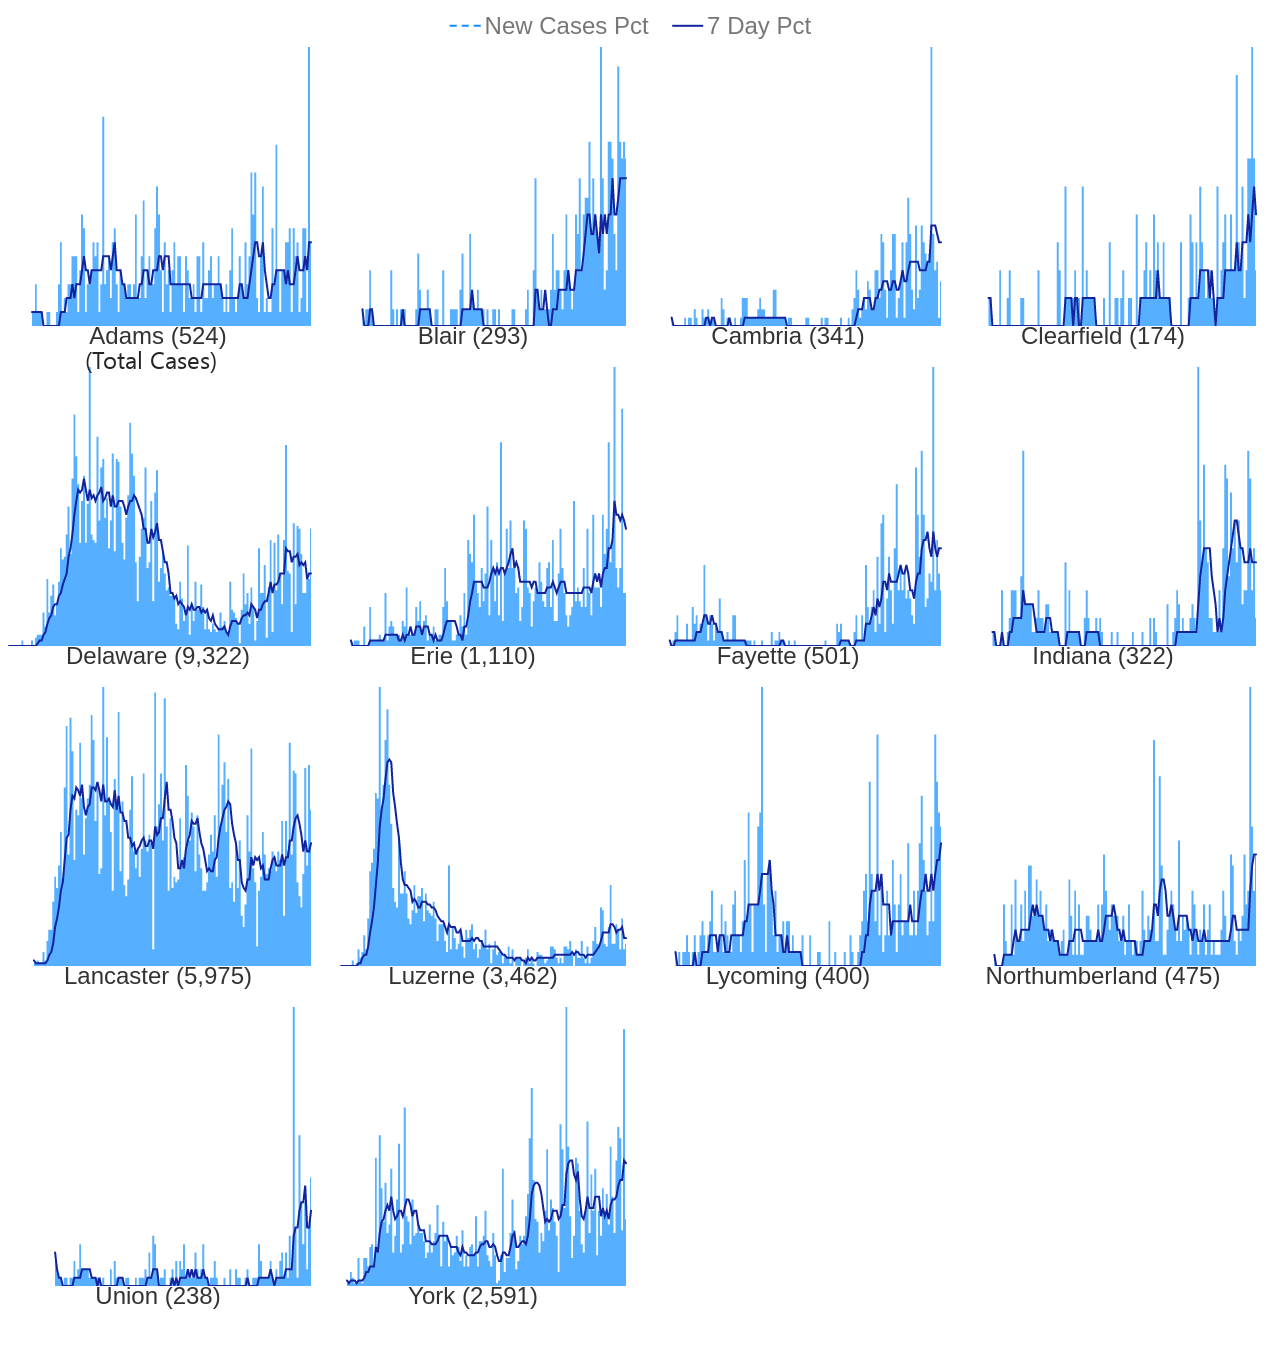 New Cases Pct 7 Day Pct
Adams (524) Blair (293) Cambria (341) Clearfield (174)
(Total Cases)
Delaware (9,322) Erie (1,110) Fayette (501) Indiana (322)
Lancaster (5,975) Luzerne (3,462) Lycoming (400) Northumberland (475)
Union (238) York (2,591)